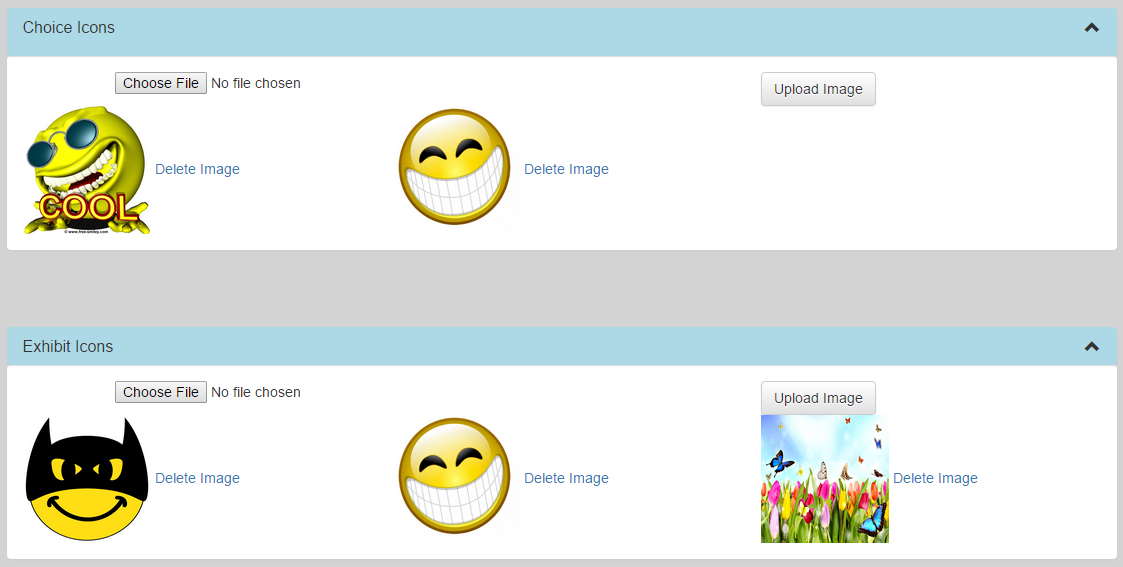 Choice Icons
Choose File No file chosen
Upload Image
COOL
© www.free-smiley.com
Delete Image
Delete Image
Exhibit Icons
Choose File No file chosen
Upload Image
Delete Image
Delete Image
Delete Image